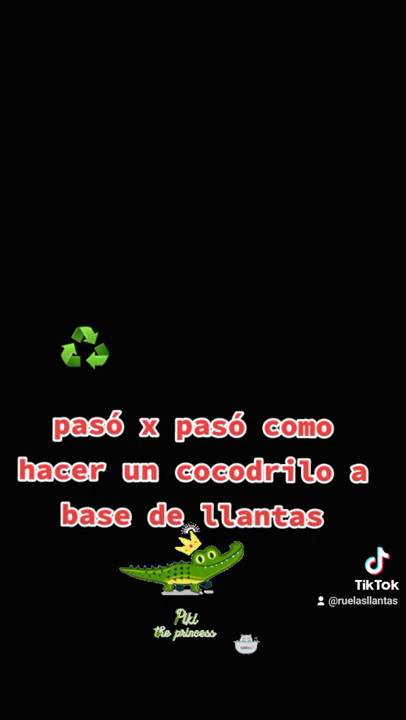 pasó x pasó como
hacer un cocodrilo a
base de llantas
Piki
the princess
TikTok
@ruelasllantas